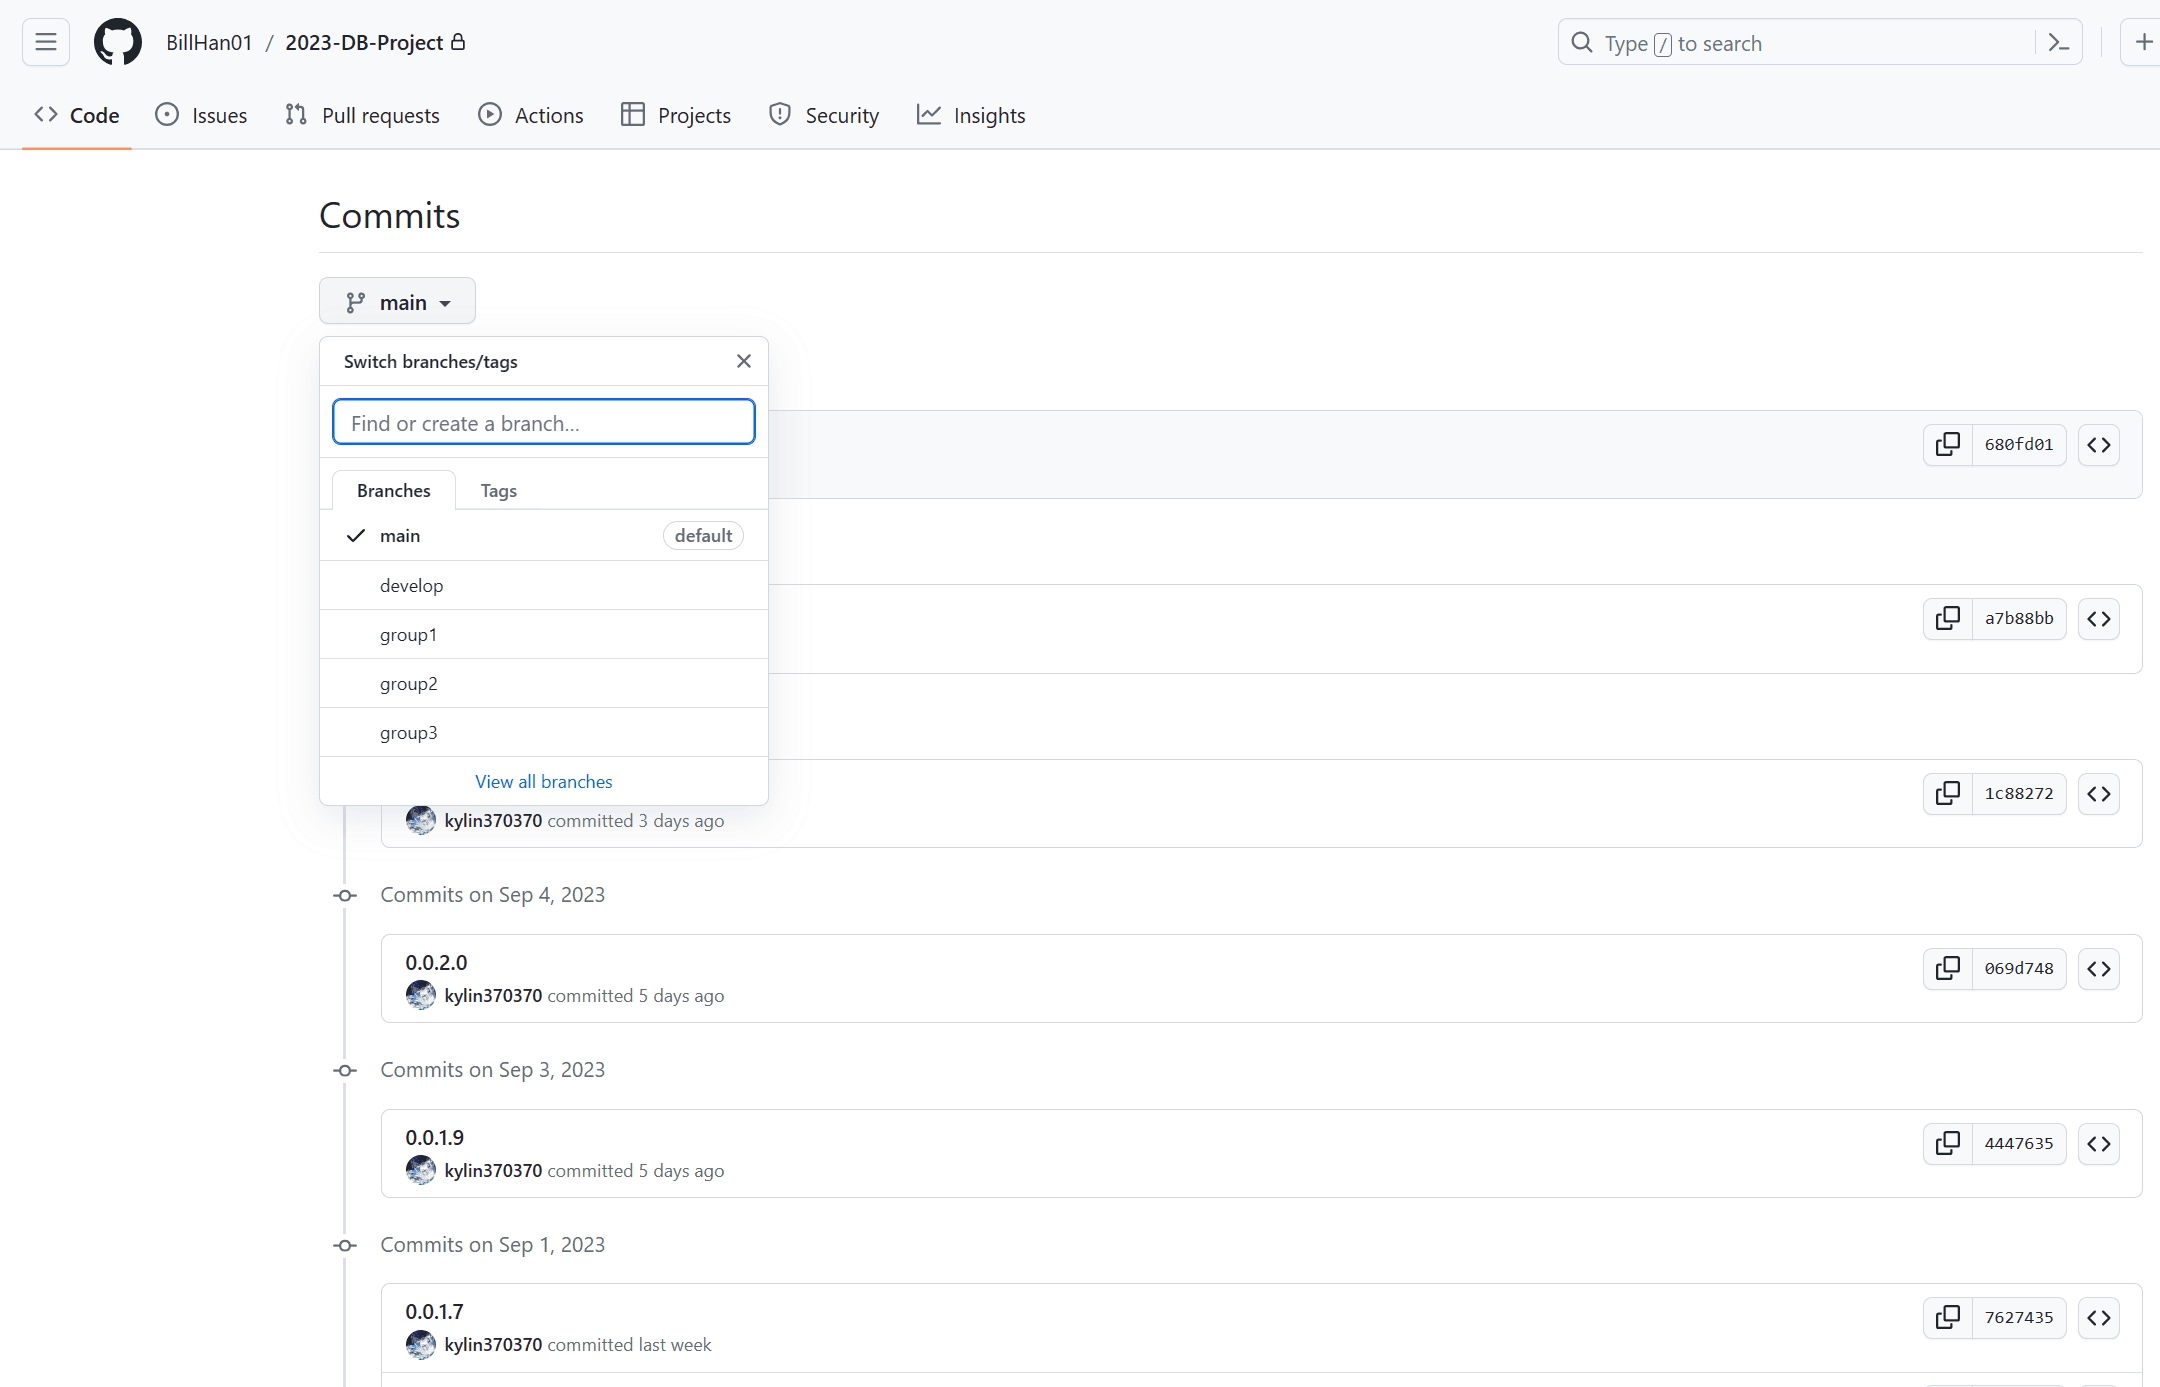 BillHan01 / 2023-DB-Project
Type / to search
Code Issues Pull requests Actions Projects Security Insights
Commits
main
Switch branches/tags
Find or create a branch...
680fd01
Branches Tags
main default
develop
a7b88bb
group1
group2
group3
View all branches
1c88272
kylin370370 committed 3 days ago
Commits on Sep 4, 2023
0.0.2.0
069d748
kylin370370 committed 5 days ago
Commits on Sep 3, 2023
0.0.1.9
4447635
kylin370370 committed 5 days ago
Commits on Sep 1, 2023
0.0.1.7
7627435
kylin370370 committed last week